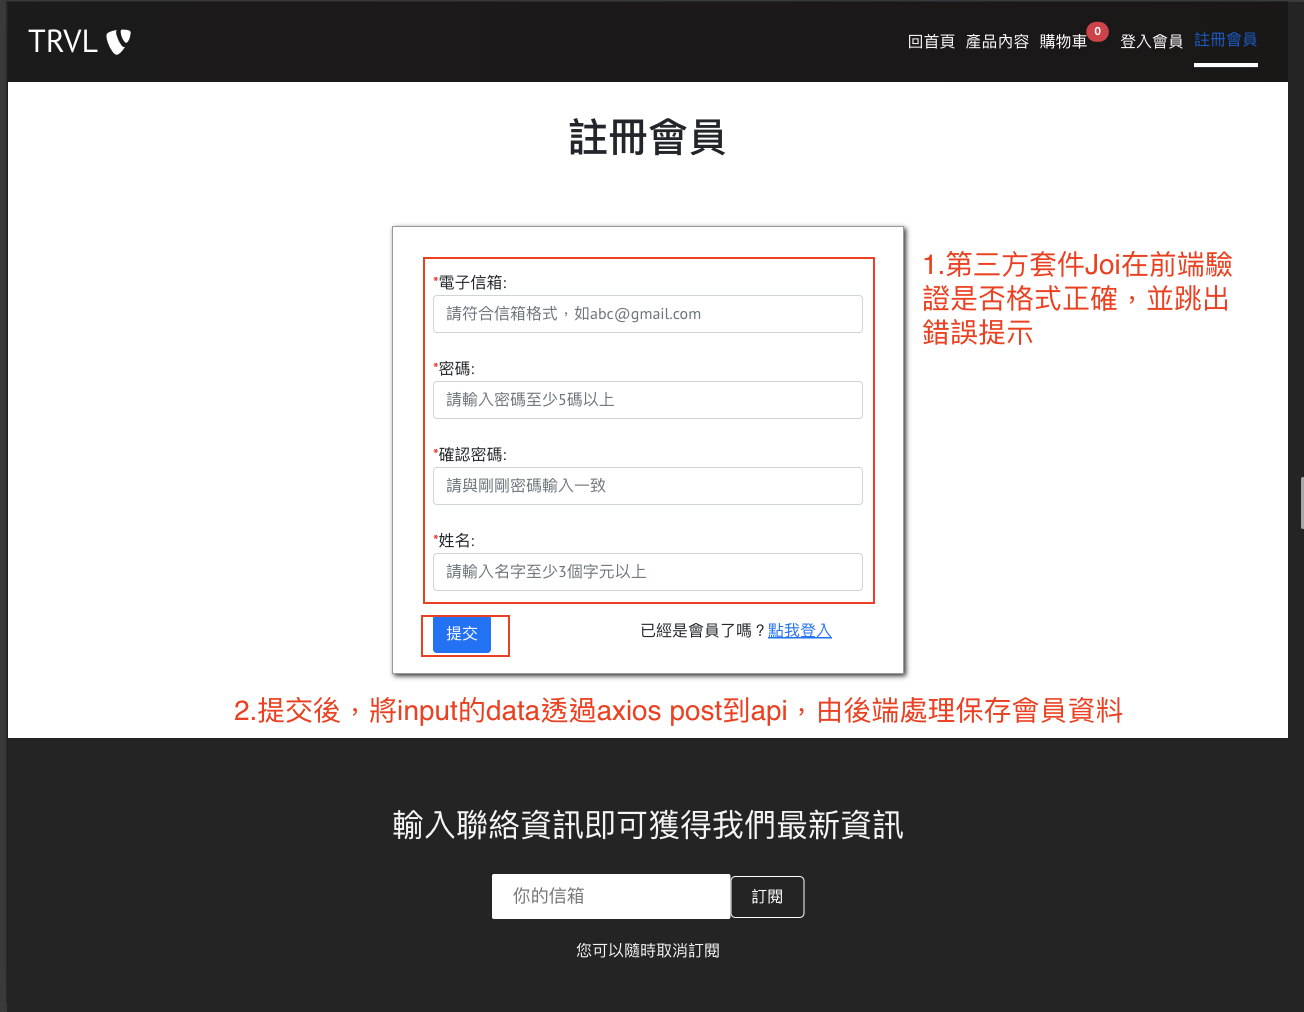 TRVL
回首頁 產品內容 購物車 0 登入會員 註冊會員
註冊會員
*電子信箱:
請符合信箱格式，如abc@gmail.com
*密碼:
請輸入密碼至少5碼以上
*確認密碼:
請與剛剛密碼輸入一致
*姓名:
請輸入名字至少3個字元以上
提交
已經是會員了嗎？點我登入
1.第三方套件Joi在前端驗
證是否格式正確，並跳出
錯誤提示
2.提交後，將input的data透過axios post到api，由後端處理保存會員資料
輸入聯絡資訊即可獲得我們最新資訊
你的信箱
訂閱
您可以隨時取消訂閱